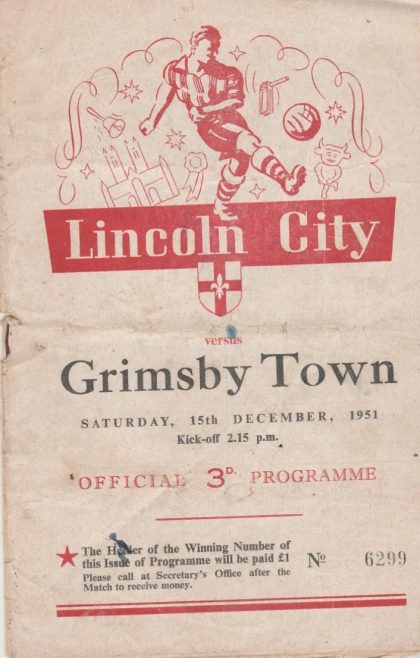 Lincoln City
versus
Grimsby Town
SATURDAY, 15th DECEMBER, 1951
Kick-off 2.15 p.m.
OFFICIAL 3D. PROGRAMME
★ The Holder of the Winning Number of
this Issue of Programme will be paid £1
Please call at Secretary's Office after the
Match to receive money.
Nº 6299